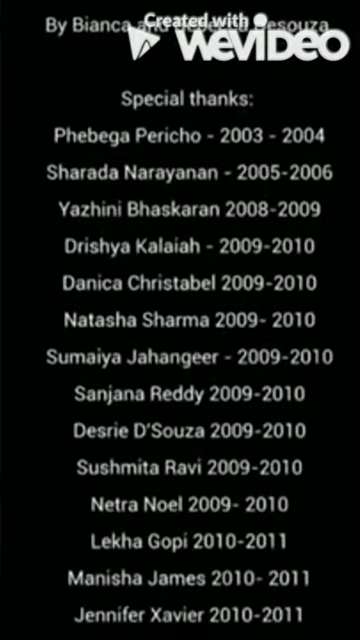 Created with
WEVIDEO
By Bianca and Desouza
Special thanks:
Phebega Pericho - 2003 - 2004
Sharada Narayanan - 2005-2006
Yazhini Bhaskaran 2008-2009
Drishya Kalaiah - 2009-2010
Danica Christabel 2009-2010
Natasha Sharma 2009- 2010
Sumaiya Jahangeer - 2009-2010
Sanjana Reddy 2009-2010
Desrie D'Souza 2009-2010
Sushmita Ravi 2009-2010
Netra Noel 2009- 2010
Lekha Gopi 2010-2011
Manisha James 2010- 2011
Jennifer Xavier 2010-2011